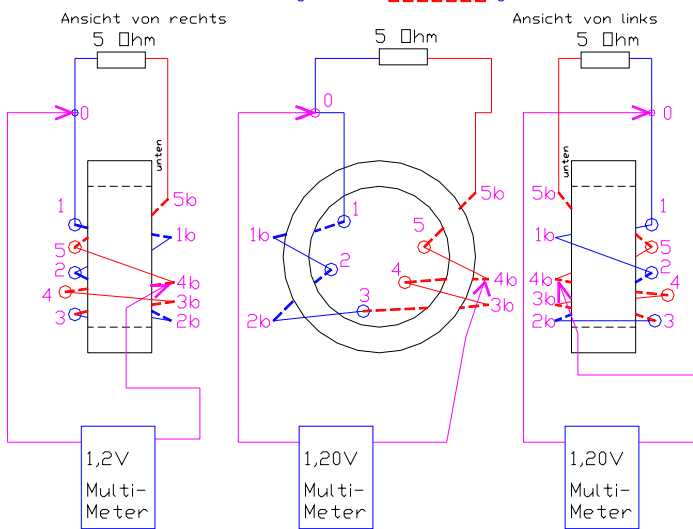 Ansicht von rechts
5 Ohm
0
unten
5b
1
1b
5
2
4b
4
3b
3
2b
1,2V
Multi-
Meter
5 Ohm
0
5b
1
1b
5
2
4
4b
3
3b
2b
1,20V
Multi-
Meter
Ansicht von links
5 Ohm
0
unten
5b
1
1b
5
2
4b
4
3b
2b
3
1,20V
Multi-
Meter